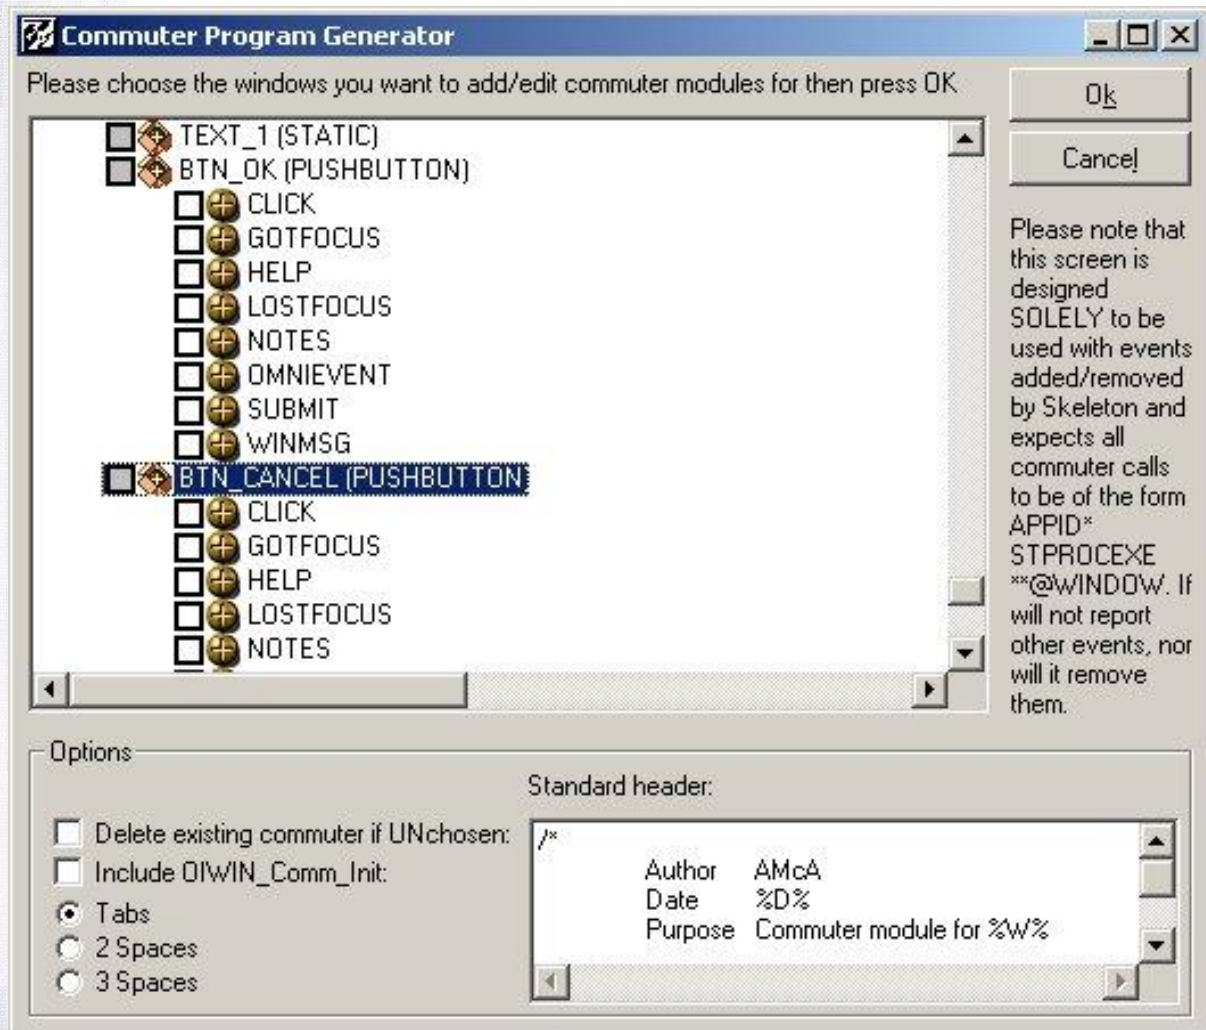 Commuter Program Generator
Please choose the windows you want to add/edit commuter modules for then press OK
Ok
Cancel
TEXT_1 (STATIC)
BTN_OK (PUSHBUTTON)
CLICK
GOTFOCUS
HELP
LOSTFOCUS
NOTES
OMNIEVENT
SUBMIT
WINMSG
BTN_CANCEL (PUSHBUTTON)
CLICK
GOTFOCUS
HELP
LOSTFOCUS
NOTES
Please note that
this screen is
designed
SOLELY to be
used with events
added/removed
by Skeleton and
expects all
commuter calls
to be of the form
APPID*
STPROCEXE
**@WINDOW'. If
will not report
other events, nor
will it remove
them.
Options
Delete existing commuter if UNchosen:
Include OIWIN_Comm_Init:
Tabs
2 Spaces
3 Spaces
Standard header:
/*
Author AMcA
Date %D%
Purpose Commuter module for %W%